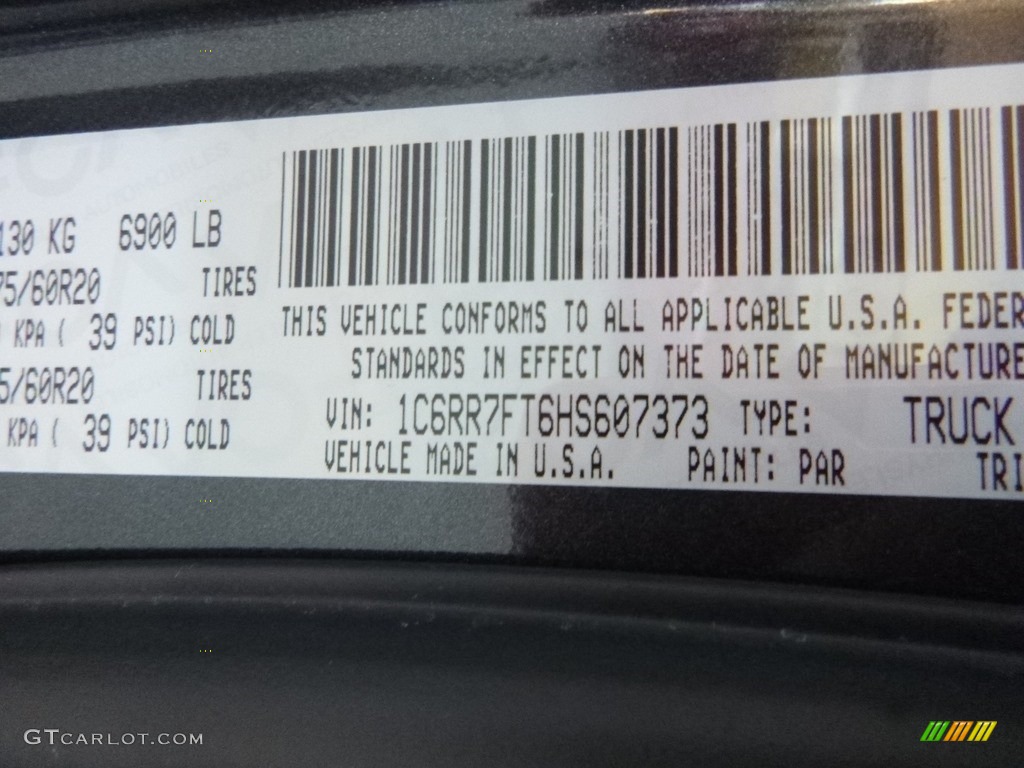 130 KG 6900 LB
75/60R20 TIRES
KPA ( 39 PSI) COLD
5/60R20 TIRES
KPA ( 39 PSI) COLD
THIS VEHICLE CONFORMS TO ALL APPLICABLE U.S.A. FEDER
STANDARDS IN EFFECT ON THE DATE OF MANUFACTURE
VIN: 1C6RR7FT6HS607373 TYPE: TRUCK
VEHICLE MADE IN U.S.A. PAINT: PAR TRI
GTCARLOT.COM